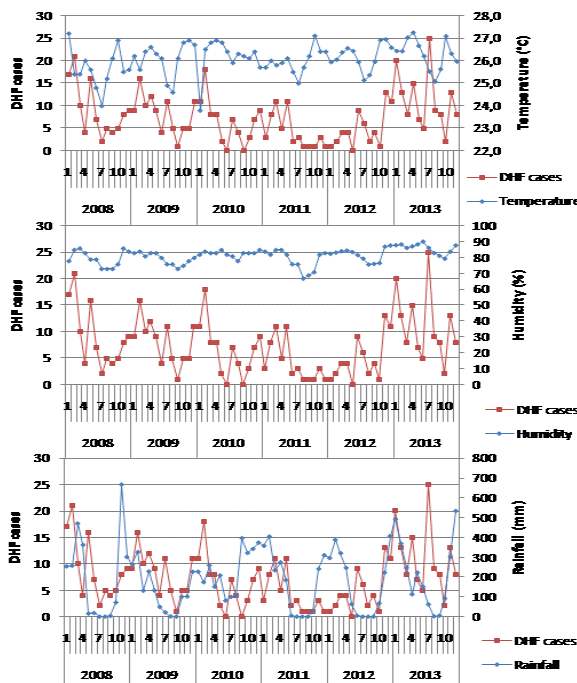 30 28,0
25 27,0
20 26,0
15 25,0
10 24,0
5 23,0
0 22,0
DHF cases
Temperature (°C)
1 4 7 10 1 4 7 10 1 4 7 10 1 4 7 10 1 4 7 10 1 4 7 10
2008 2009 2010 2011 2012 2013
DHF cases
Temperature
30 100
25 90
20 80
15 70
10 60
5 50
0 40
30
20
10
0
DHF cases
Humidity (%)
1 4 7 10 1 4 7 10 1 4 7 10 1 4 7 10 1 4 7 10 1 4 7 10
2008 2009 2010 2011 2012 2013
DHF cases
Humidity
30 800
25 700
20 600
15 500
10 400
5 300
0 200
100
0
DHF cases
Rainfall (mm)
1 4 7 10 1 4 7 10 1 4 7 10 1 4 7 10 1 4 7 10 1 4 7 10
2008 2009 2010 2011 2012 2013
DHF cases
Rainfall